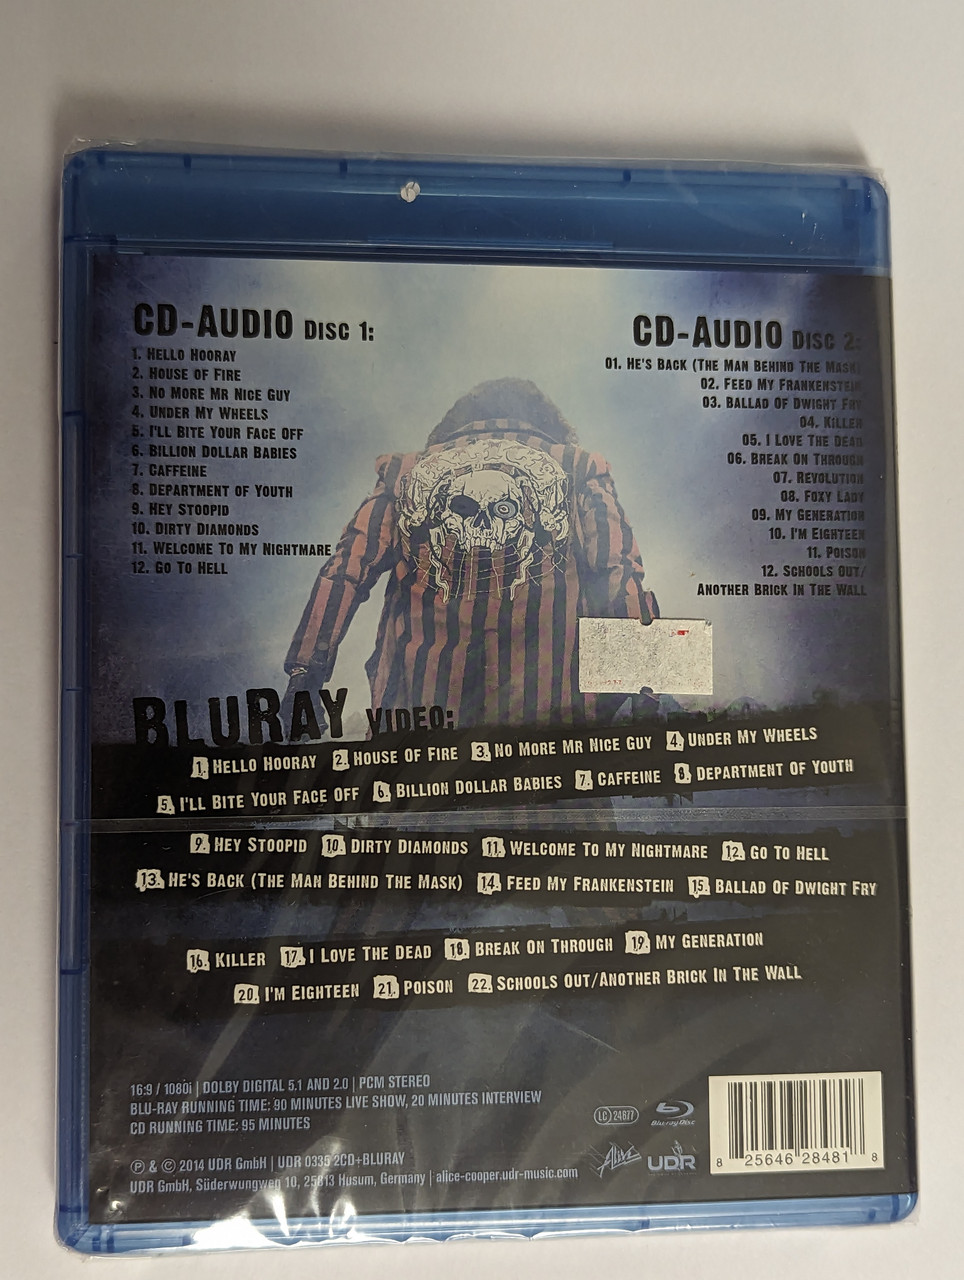 CD-AUDIO DISC 1:
1. HELLO HOORAY
2. HOUSE OF FIRE
3. NO MORE MR NICE GUY
4. UNDER MY WHEELS
5. I'LL BITE YOUR FACE OFF
6. BILLION DOLLAR BABIES
7. CAFFEINE
8. DEPARTMENT OF YOUTH
9. HEY STOOPID
10. DIRTY DIAMONDS
11. WELCOME TO MY NIGHTMARE
12. GO TO HELL
CD-AUDIO DISC 2:
01. HE'S BACK (THE MAN BEHIND THE MASK)
02. FEED MY FRANKENSTEIN
03. BALLAD OF DWIGHT FRY
04. KILLER
05. I LOVE THE DEAD
06. BREAK ON THROUGH
07. REVOLUTION
08. FOXY LADY
09. MY GENERATION
10. I'M EIGHTEEN
11. POISON
12. SCHOOLS OUT/
ANOTHER BRICK IN THE WALL
BLURAY VIDEO:
1. HELLO HOORAY 2. HOUSE OF FIRE 3. NO MORE MR NICE GUY 4. UNDER MY WHEELS
5. I'LL BITE YOUR FACE OFF 6. BILLION DOLLAR BABIES 7. CAFFEINE 8. DEPARTMENT OF YOUTH
9. HEY STOOPID 10. DIRTY DIAMONDS 11. WELCOME TO MY NIGHTMARE 12. GO TO HELL
13. HE'S BACK (THE MAN BEHIND THE MASK) 14. FEED MY FRANKENSTEIN 15. BALLAD OF DWIGHT FRY
16. KILLER 17. I LOVE THE DEAD 18. BREAK ON THROUGH 19. MY GENERATION
20. I'M EIGHTEEN 21. POISON 22. SCHOOLS OUT/ANOTHER BRICK IN THE WALL
16:9 / 1080i | DOLBY DIGITAL 5.1 AND 2.0 | PCM STEREO
BLU-RAY RUNNING TIME: 90 MINUTES LIVE SHOW, 20 MINUTES INTERVIEW
CD RUNNING TIME: 95 MINUTES
℗ & © 2014 UDR GmbH | UDR 0335 2CD+BLURAY
UDR GmbH, Süderwungweg 10, 25813 Husum, Germany | alice-cooper.udr-music.com
LC 24677
Blu-ray Disc
Alive
UDR
8 25646 28481 8